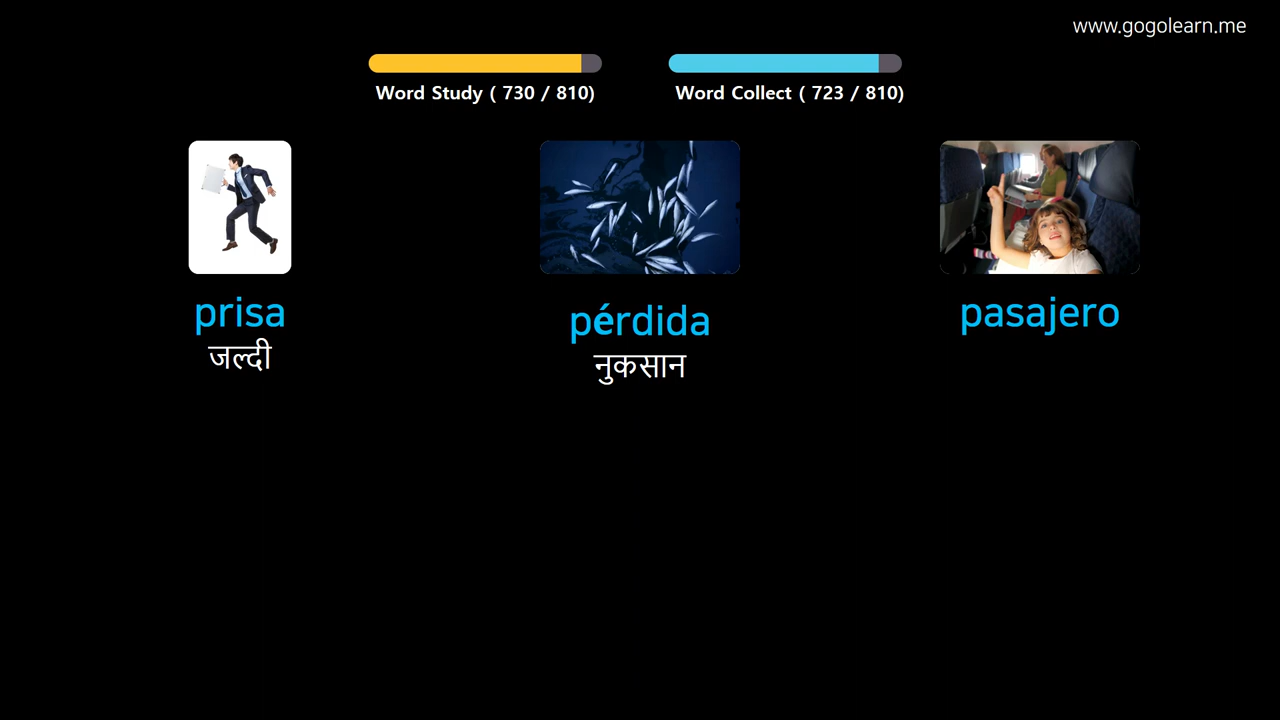 www.gogolearn.me
Word Study ( 730 / 810)
Word Collect ( 723 / 810)
prisa
जल्दी
pérdida
नुकसान
pasajero